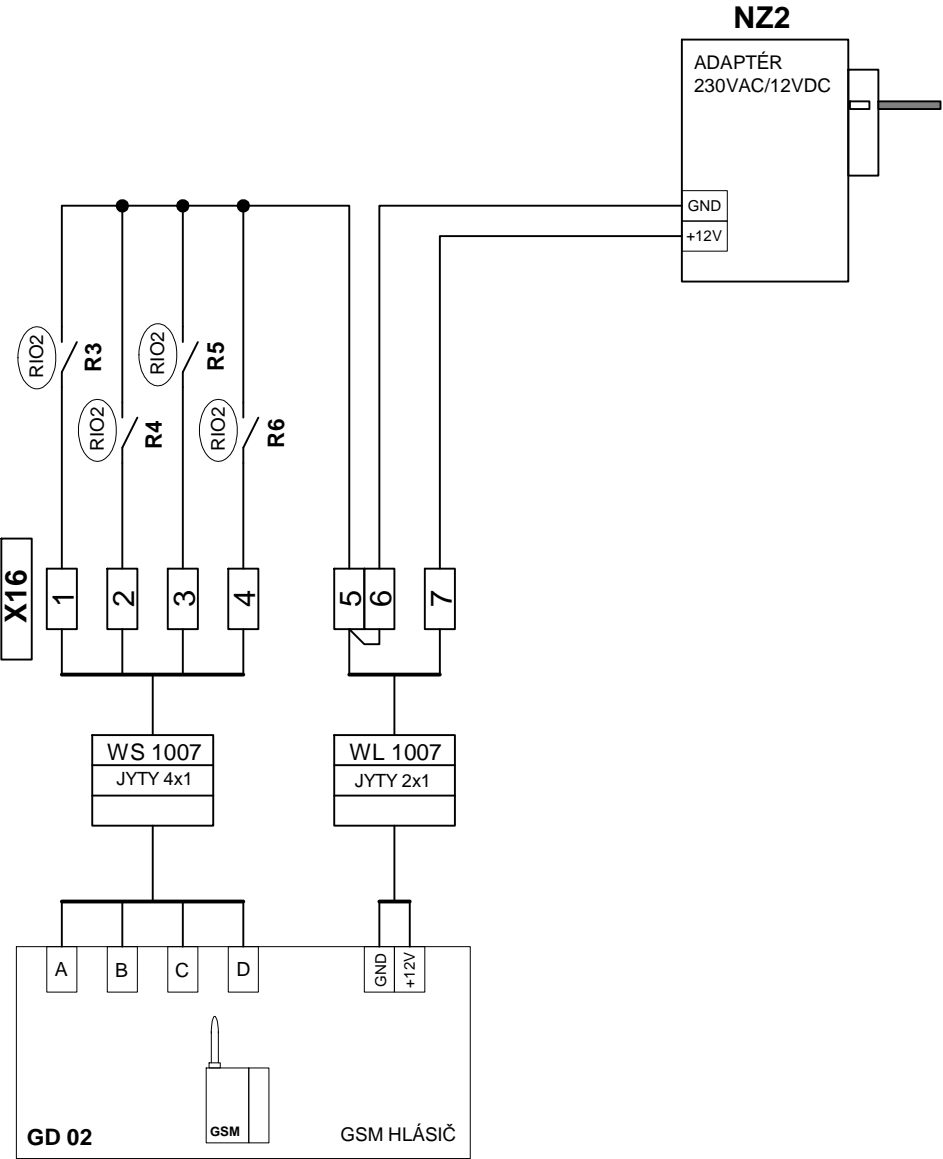 NZ2
ADAPTÉR
230VAC/12VDC
GND
+12V
RIO2
R3
RIO2
R4
RIO2
R5
RIO2
R6
X16
1
2
3
4
5
6
7
WS 1007
JYTY 4x1
WL 1007
JYTY 2x1
A
B
C
D
GND
+12V
GSM
GD 02
GSM HLÁSIČ